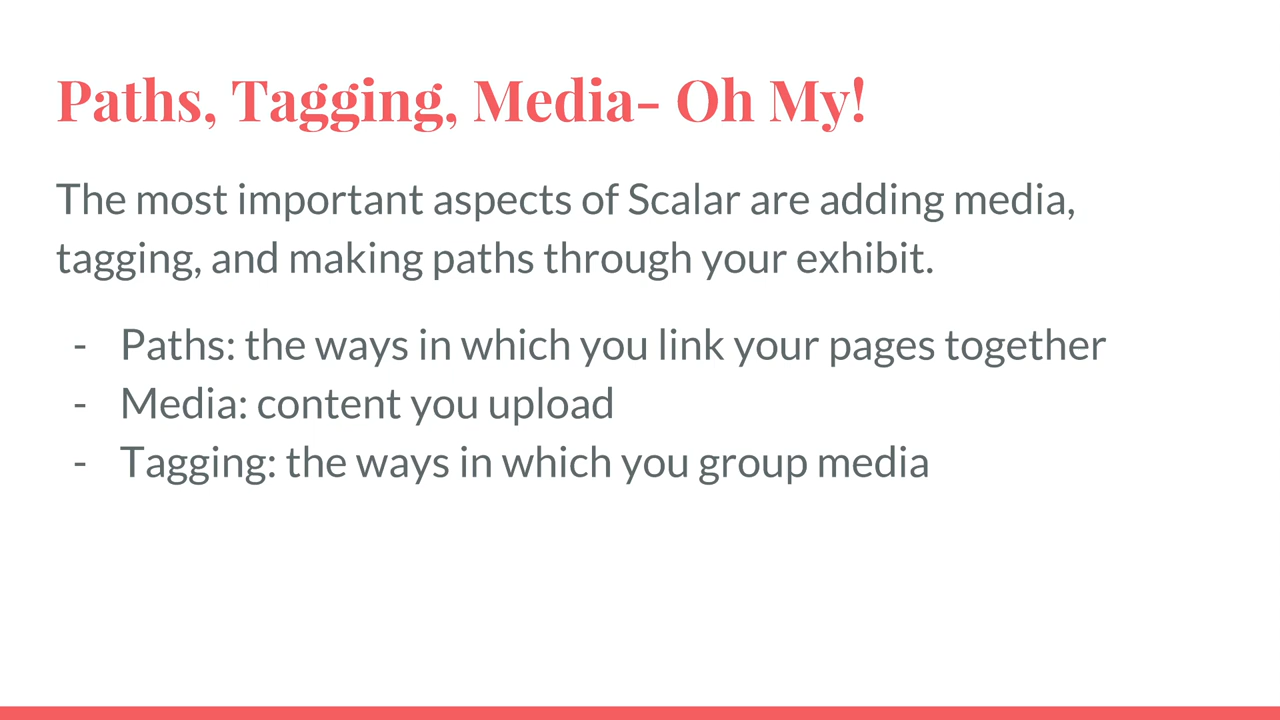 Paths, Tagging, Media- Oh My!
The most important aspects of Scalar are adding media,
tagging, and making paths through your exhibit.
- Paths: the ways in which you link your pages together
- Media: content you upload
- Tagging: the ways in which you group media